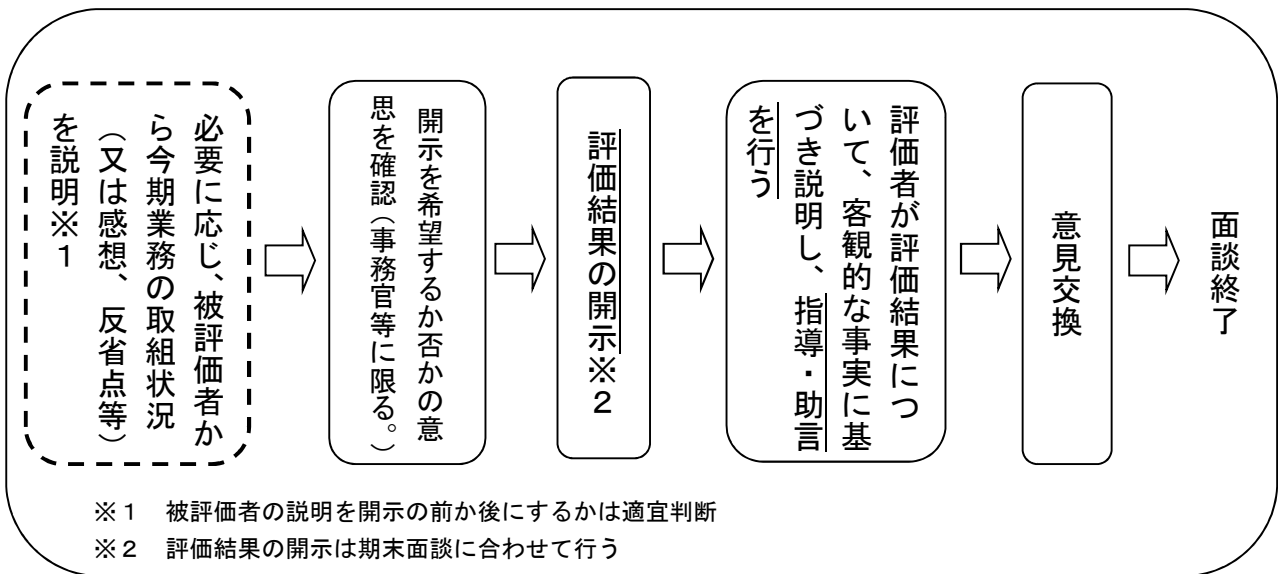 必要に応じ、被評価者か
ら今期業務の取組状況
（又は感想、反省点等）
を説明※１
開示を希望するか否かの意
思を確認（事務官等に限る。）
評価結果の開示※２
評価者が評価結果につ
いて、客観的な事実に基
づき説明し、指導・助言
を行う
意見交換
面談終了
※１　被評価者の説明を開示の前か後にするかは適宜判断
※２　評価結果の開示は期末面談に合わせて行う